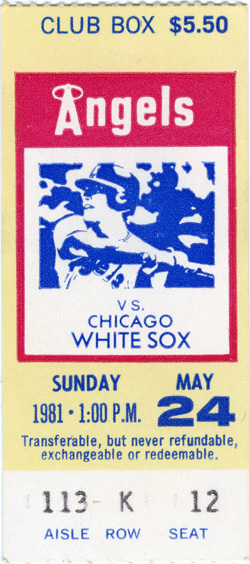 CLUB BOX $5.50
Angels
VS.
CHICAGO
WHITE SOX
SUNDAY MAY
1981 • 1:00 P.M. 24
Transferable, but never refundable,
exchangeable or redeemable.
113 K 12
AISLE ROW SEAT